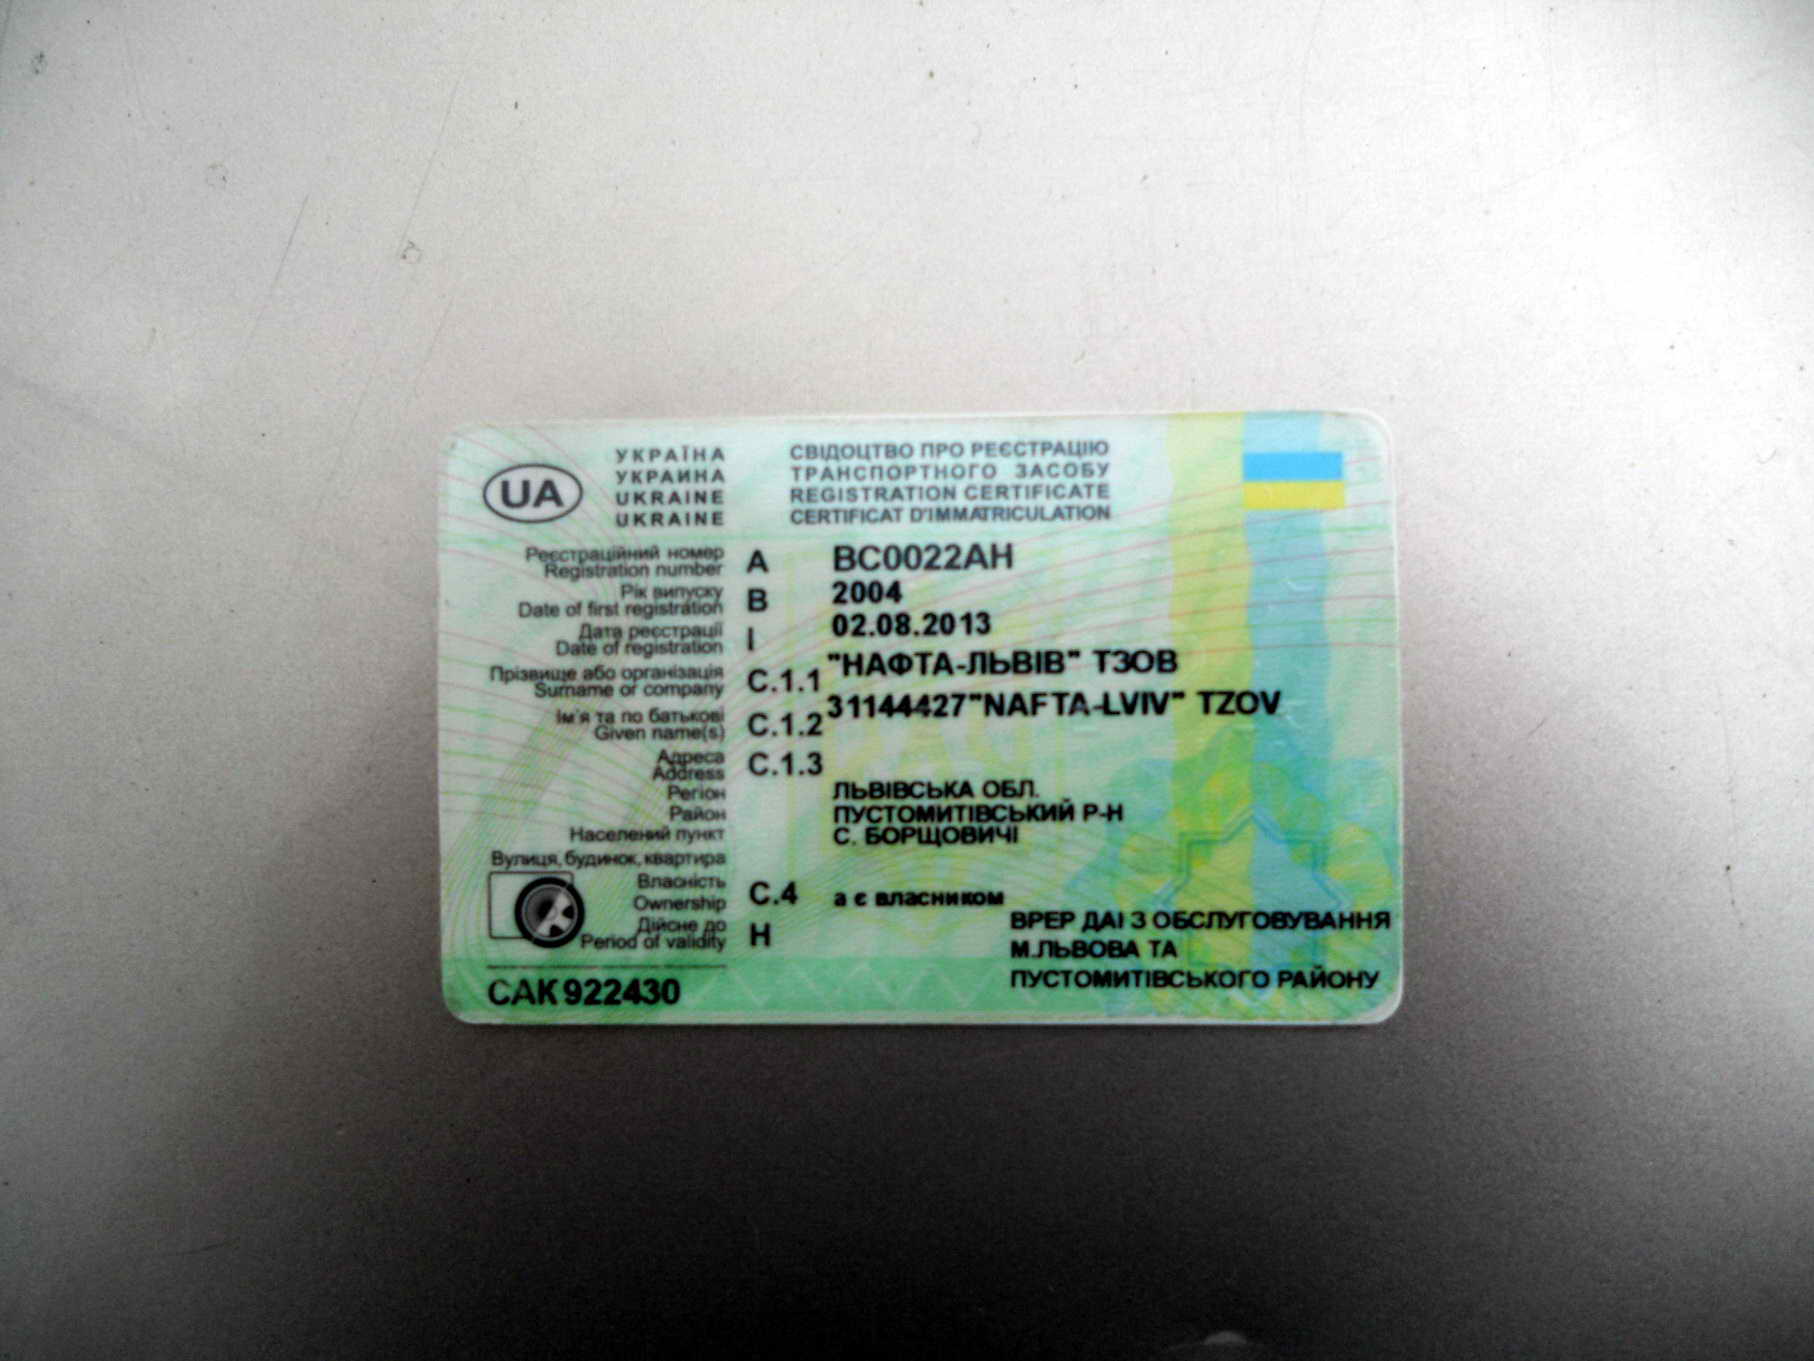 UA
УКРАЇНА СВІДОЦТВО ПРО РЕЄСТРАЦІЮ
УКРАИНА ТРАНСПОРТНОГО ЗАСОБУ
UKRAINE REGISTRATION CERTIFICATE
UKRAINE CERTIFICAT D'IMMATRICULATION
Реєстраційний номер
Registration number A BC0022AH
Рік випуску
Date of first registration B 2004
Дата реєстрації
Date of registration I 02.08.2013
Прізвище або організація
Surname or company C.1.1 "НАФТА-ЛЬВІВ" ТЗОВ
Ім'я та по батькові
Given name(s) C.1.2 31144427"NAFTA-LVIV" TZOV
Адреса
Address C.1.3
Регіон ЛЬВІВСЬКА ОБЛ.
Район ПУСТОМИТІВСЬКИЙ Р-Н
Населений пункт С. БОРЩОВИЧІ
Вулиця, будинок, квартира
Власність
Ownership C.4 а є власником
Дійсне до
Period of validity H
ВРЕР ДАІ З ОБСЛУГОВУВАННЯ
М.ЛЬВОВА ТА
ПУСТОМИТІВСЬКОГО РАЙОНУ
САК 922430